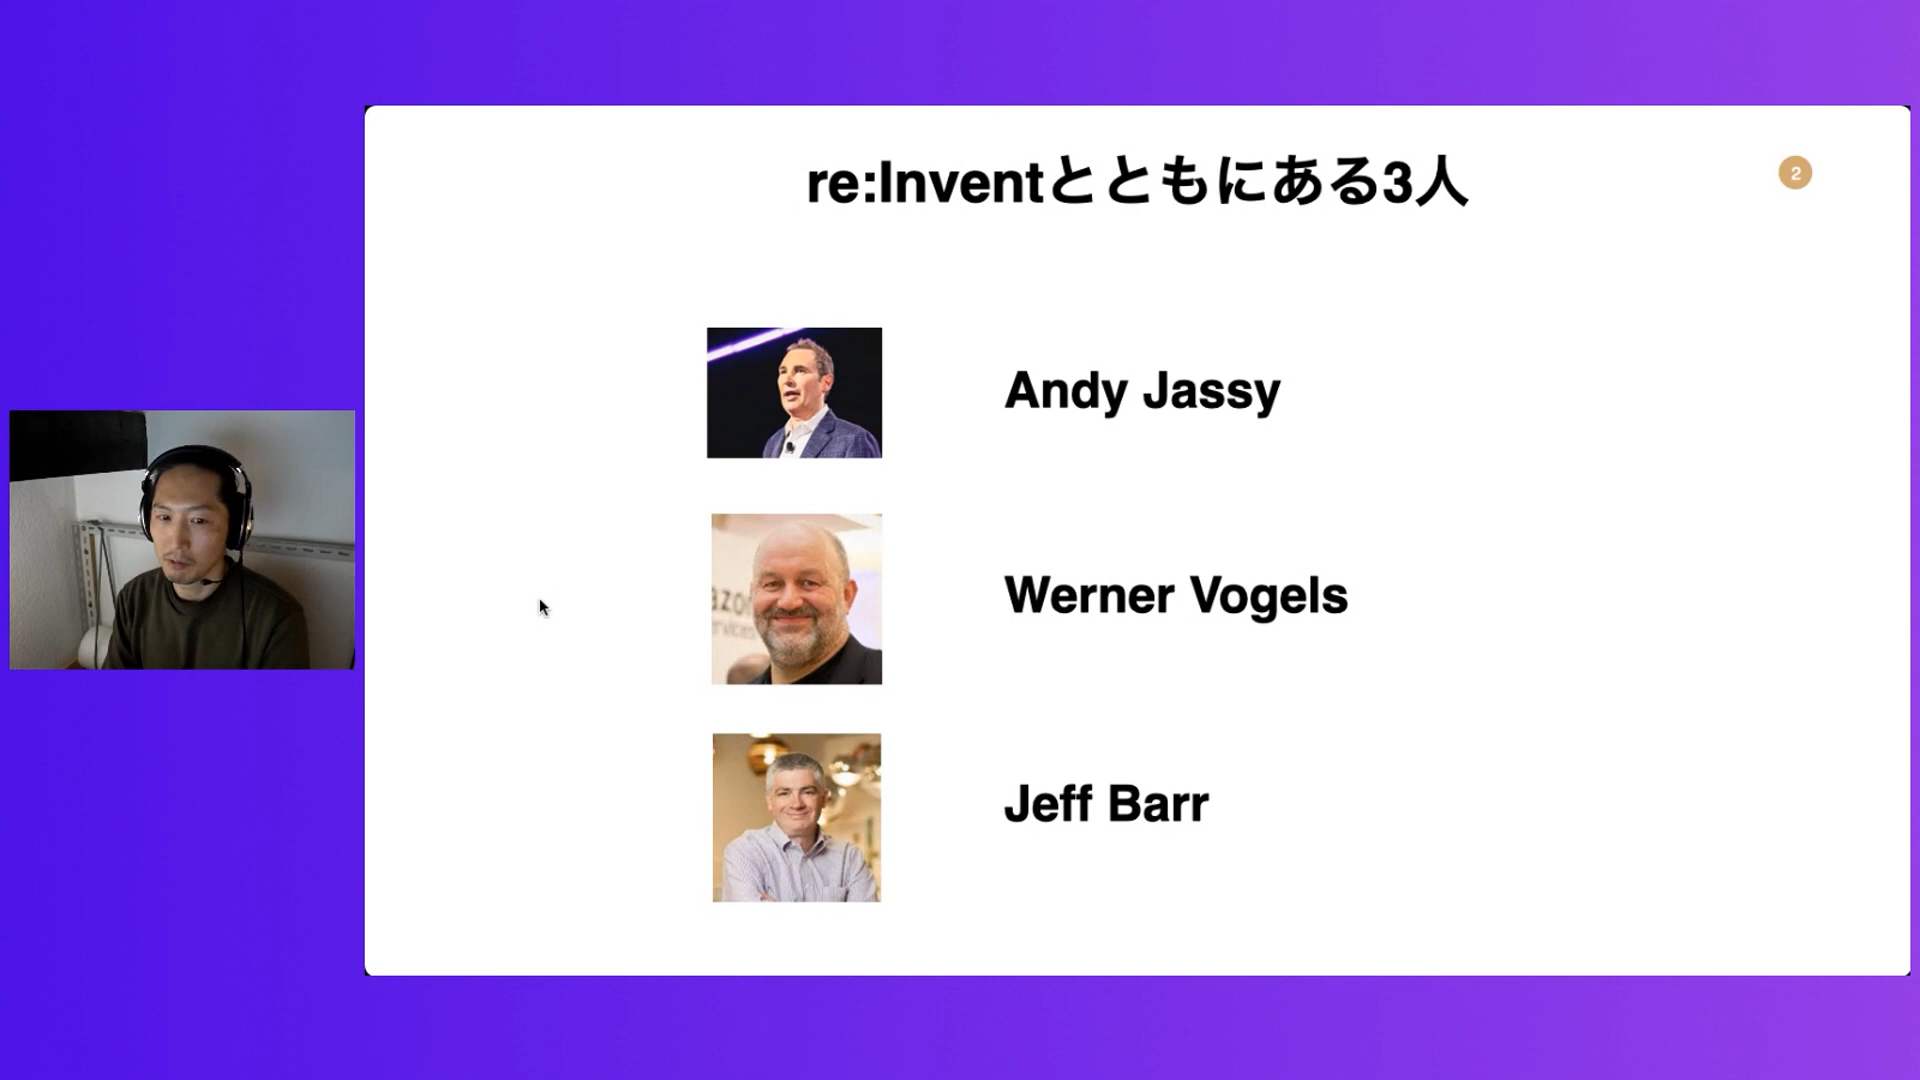 re:Inventとともにある3人
2
Andy Jassy
Werner Vogels
Jeff Barr